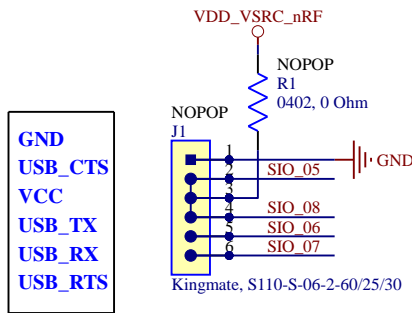 VDD_VSRC_nRF
NOPOP
R1
0402, 0 Ohm
NOPOP
J1
GND
USB_CTS
VCC
USB_TX
USB_RX
USB_RTS
1
2
3
4
5
6
GND
SIO_05
SIO_08
SIO_06
SIO_07
Kingmate, S110-S-06-2-60/25/30